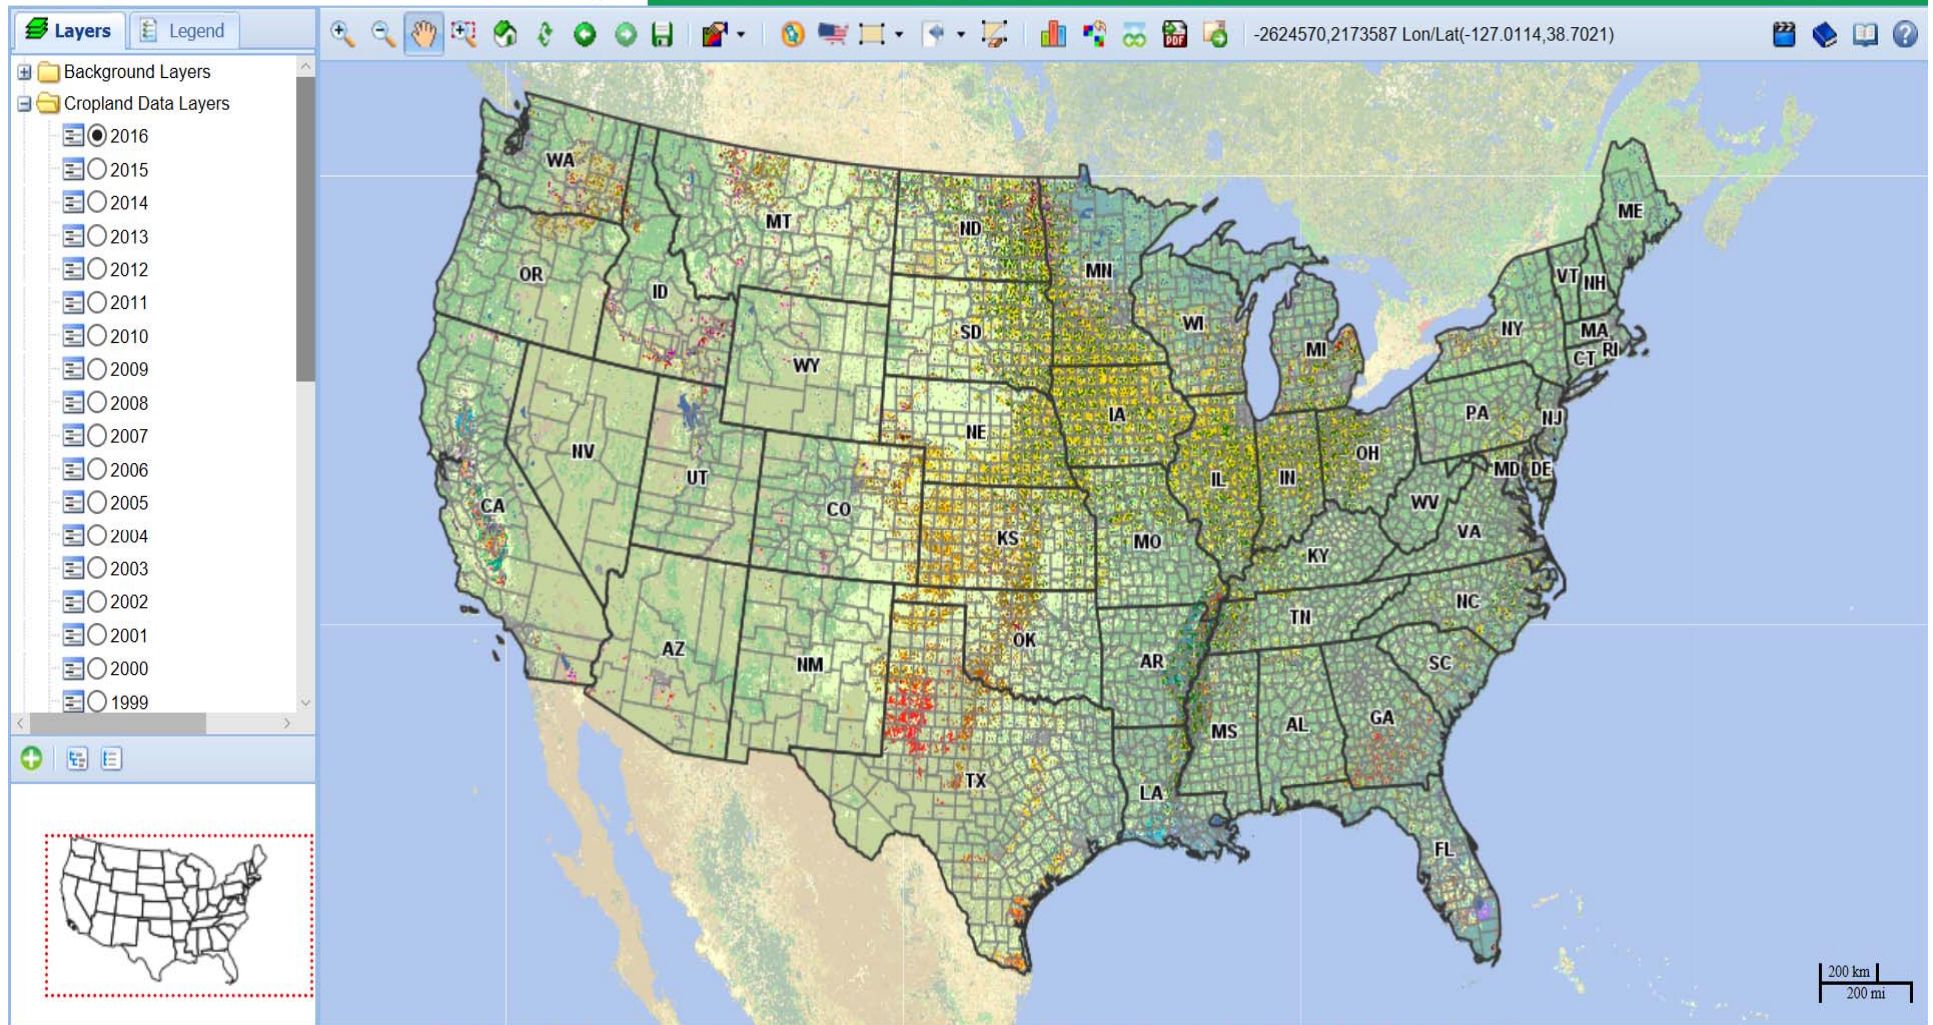 Layers
Legend
-2624570,2173587 Lon/Lat(-127.0114,38.7021)
Background Layers
Cropland Data Layers
2016
2015
2014
2013
2012
2011
2010
2009
2008
2007
2006
2005
2004
2003
2002
2001
2000
1999
PDF
WA
MT
ND
MN
ME
OR
ID
SD
WI
MI
VT
NH
NY
MA
CT
RI
WY
NE
IA
PA
NJ
NV
UT
CO
IL
IN
OH
MD
DE
WV
CA
KS
MO
KY
VA
AZ
NM
OK
AR
TN
NC
SC
TX
LA
MS
AL
GA
FL
200 km
200 mi